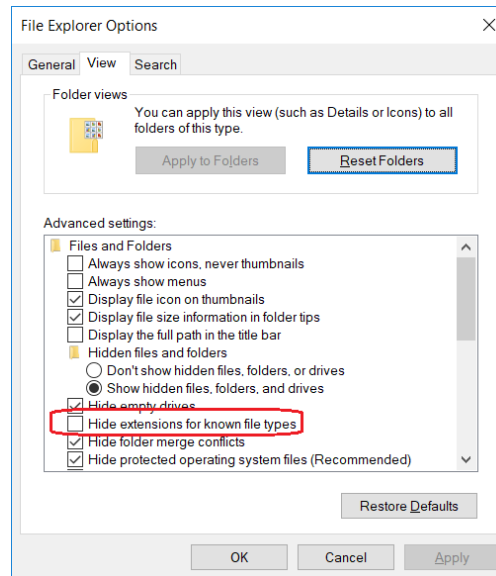 File Explorer Options
General View Search
Folder views
You can apply this view (such as Details or Icons) to all
folders of this type.
Apply to Folders Reset Folders
Advanced settings:
Files and Folders
Always show icons, never thumbnails
Always show menus
Display file icon on thumbnails
Display file size information in folder tips
Display the full path in the title bar
Hidden files and folders
Don't show hidden files, folders, or drives
Show hidden files, folders, and drives
Hide empty drives
Hide extensions for known file types
Hide folder merge conflicts
Hide protected operating system files (Recommended)
Restore Defaults
OK Cancel Apply